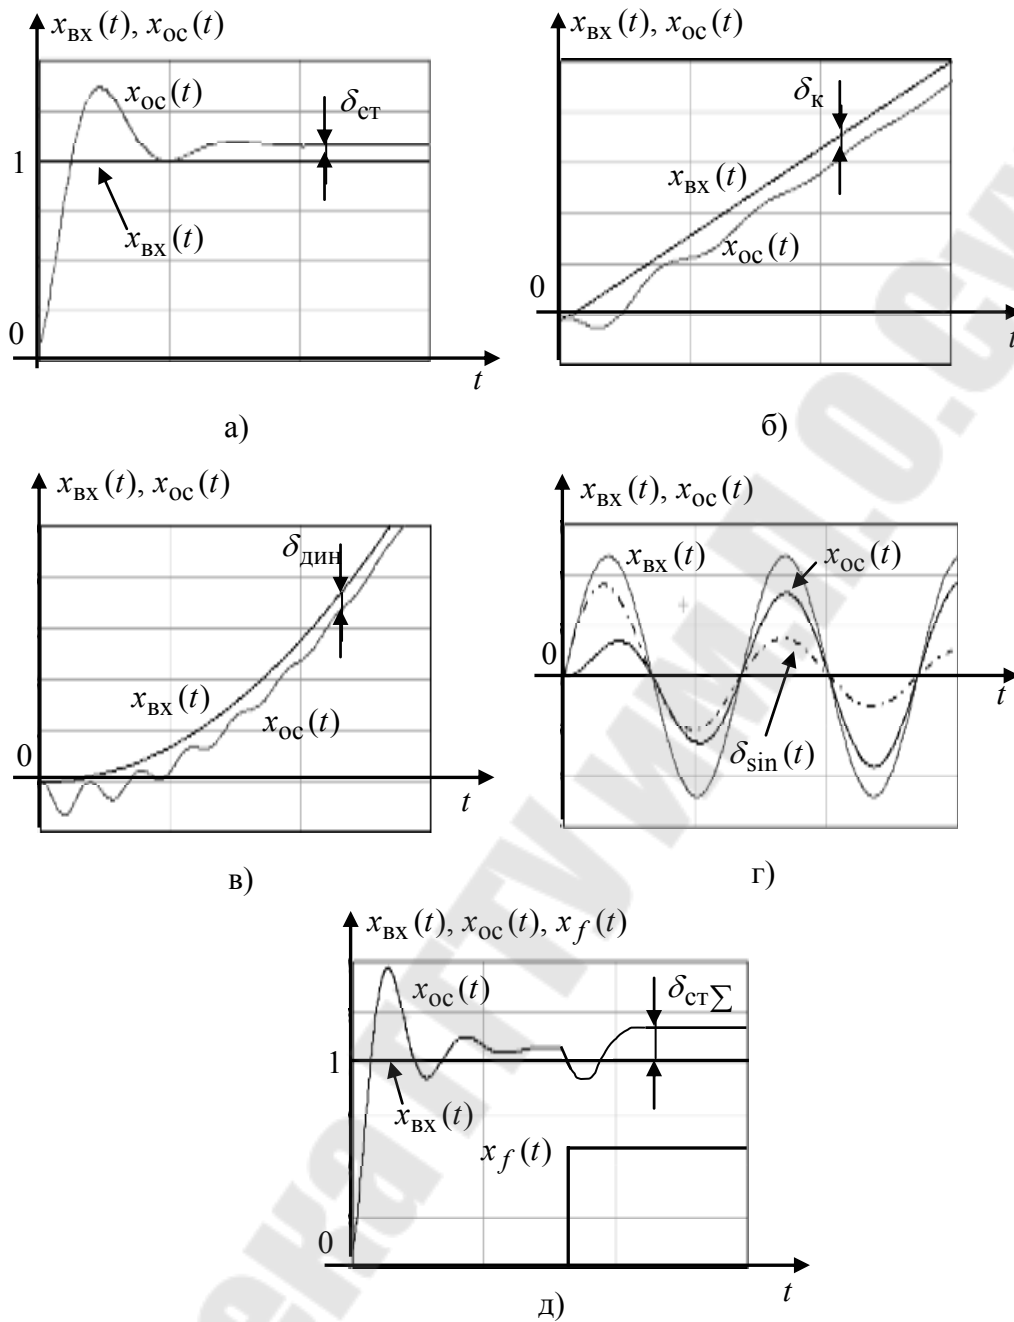 x_вх(t), x_ос(t)
x_ос(t)
δ_ст
1
x_вх(t)
0
t
а)
x_вх(t), x_ос(t)
δ_к
x_вх(t)
x_ос(t)
0
t
б)
x_вх(t), x_ос(t)
δ_дин
x_вх(t)
x_ос(t)
0
t
в)
x_вх(t), x_ос(t)
x_вх(t)
x_ос(t)
0
t
δ_sin(t)
г)
x_вх(t), x_ос(t), x_f(t)
x_ос(t)
δ_ст∑
1
x_вх(t)
x_f(t)
0
t
д)